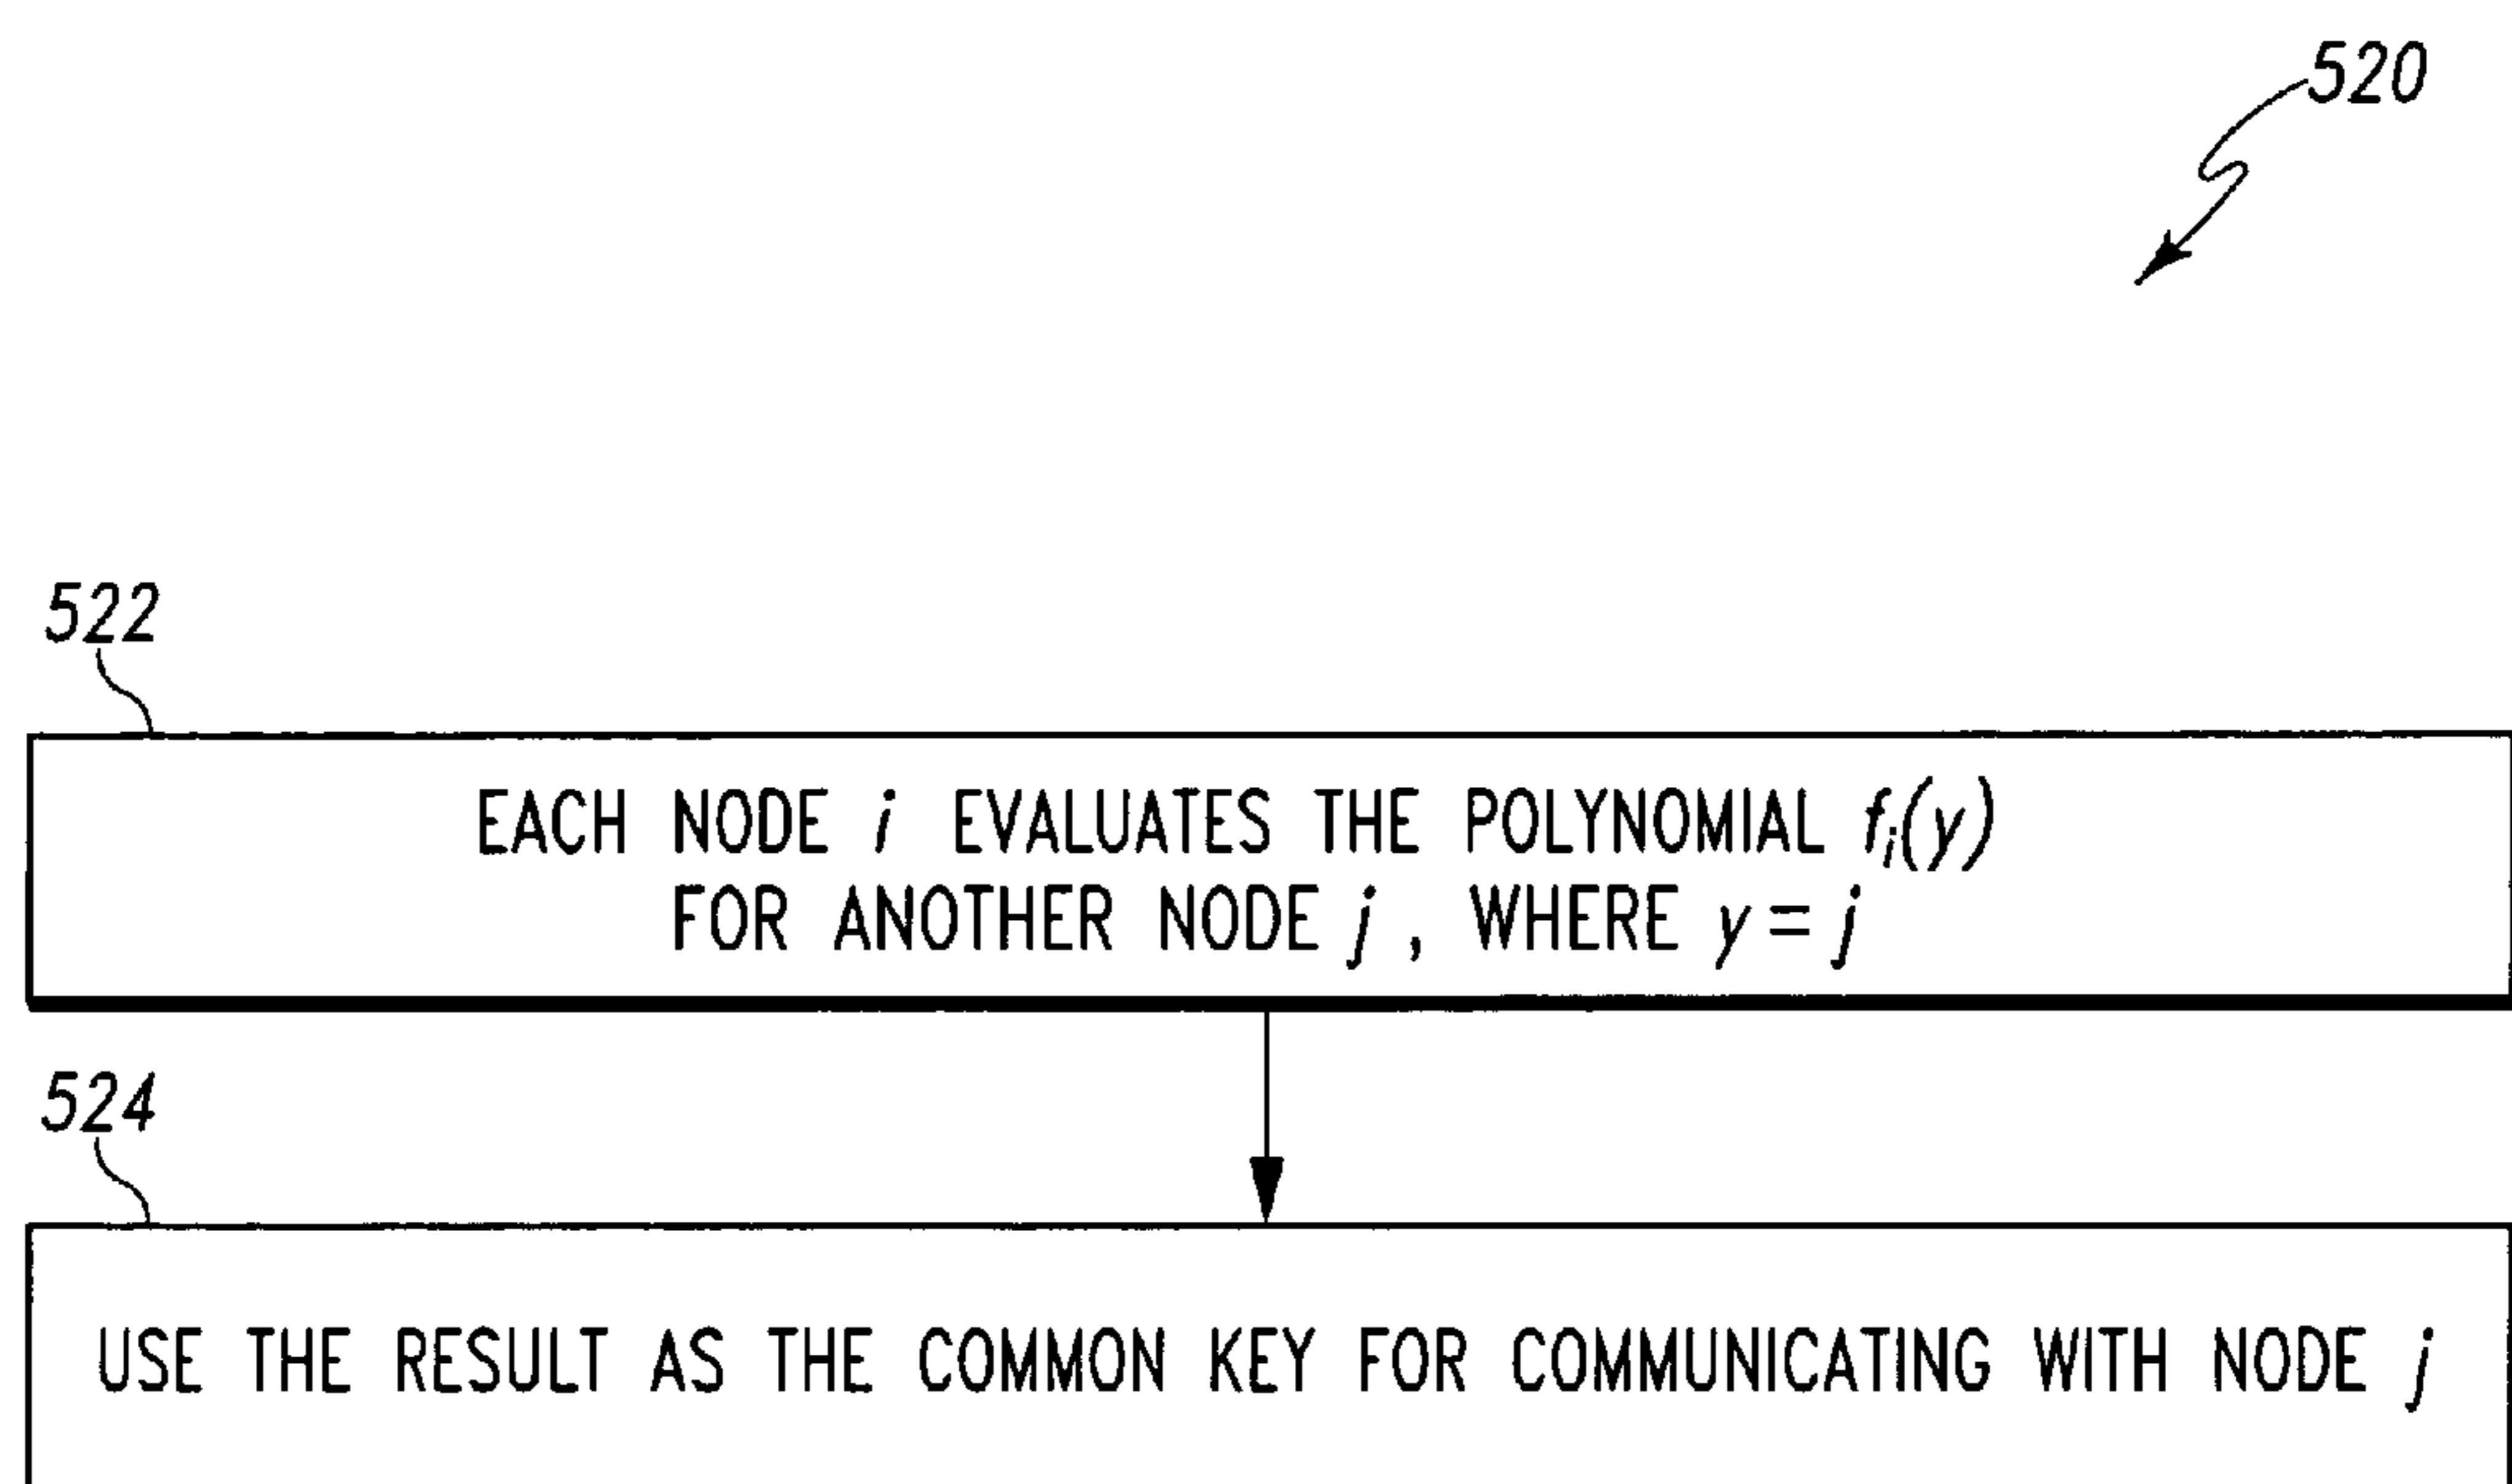 520
522
EACH NODE i EVALUATES THE POLYNOMIAL fᵢ(y)
FOR ANOTHER NODE j, WHERE y = j
524
USE THE RESULT AS THE COMMON KEY FOR COMMUNICATING WITH NODE j